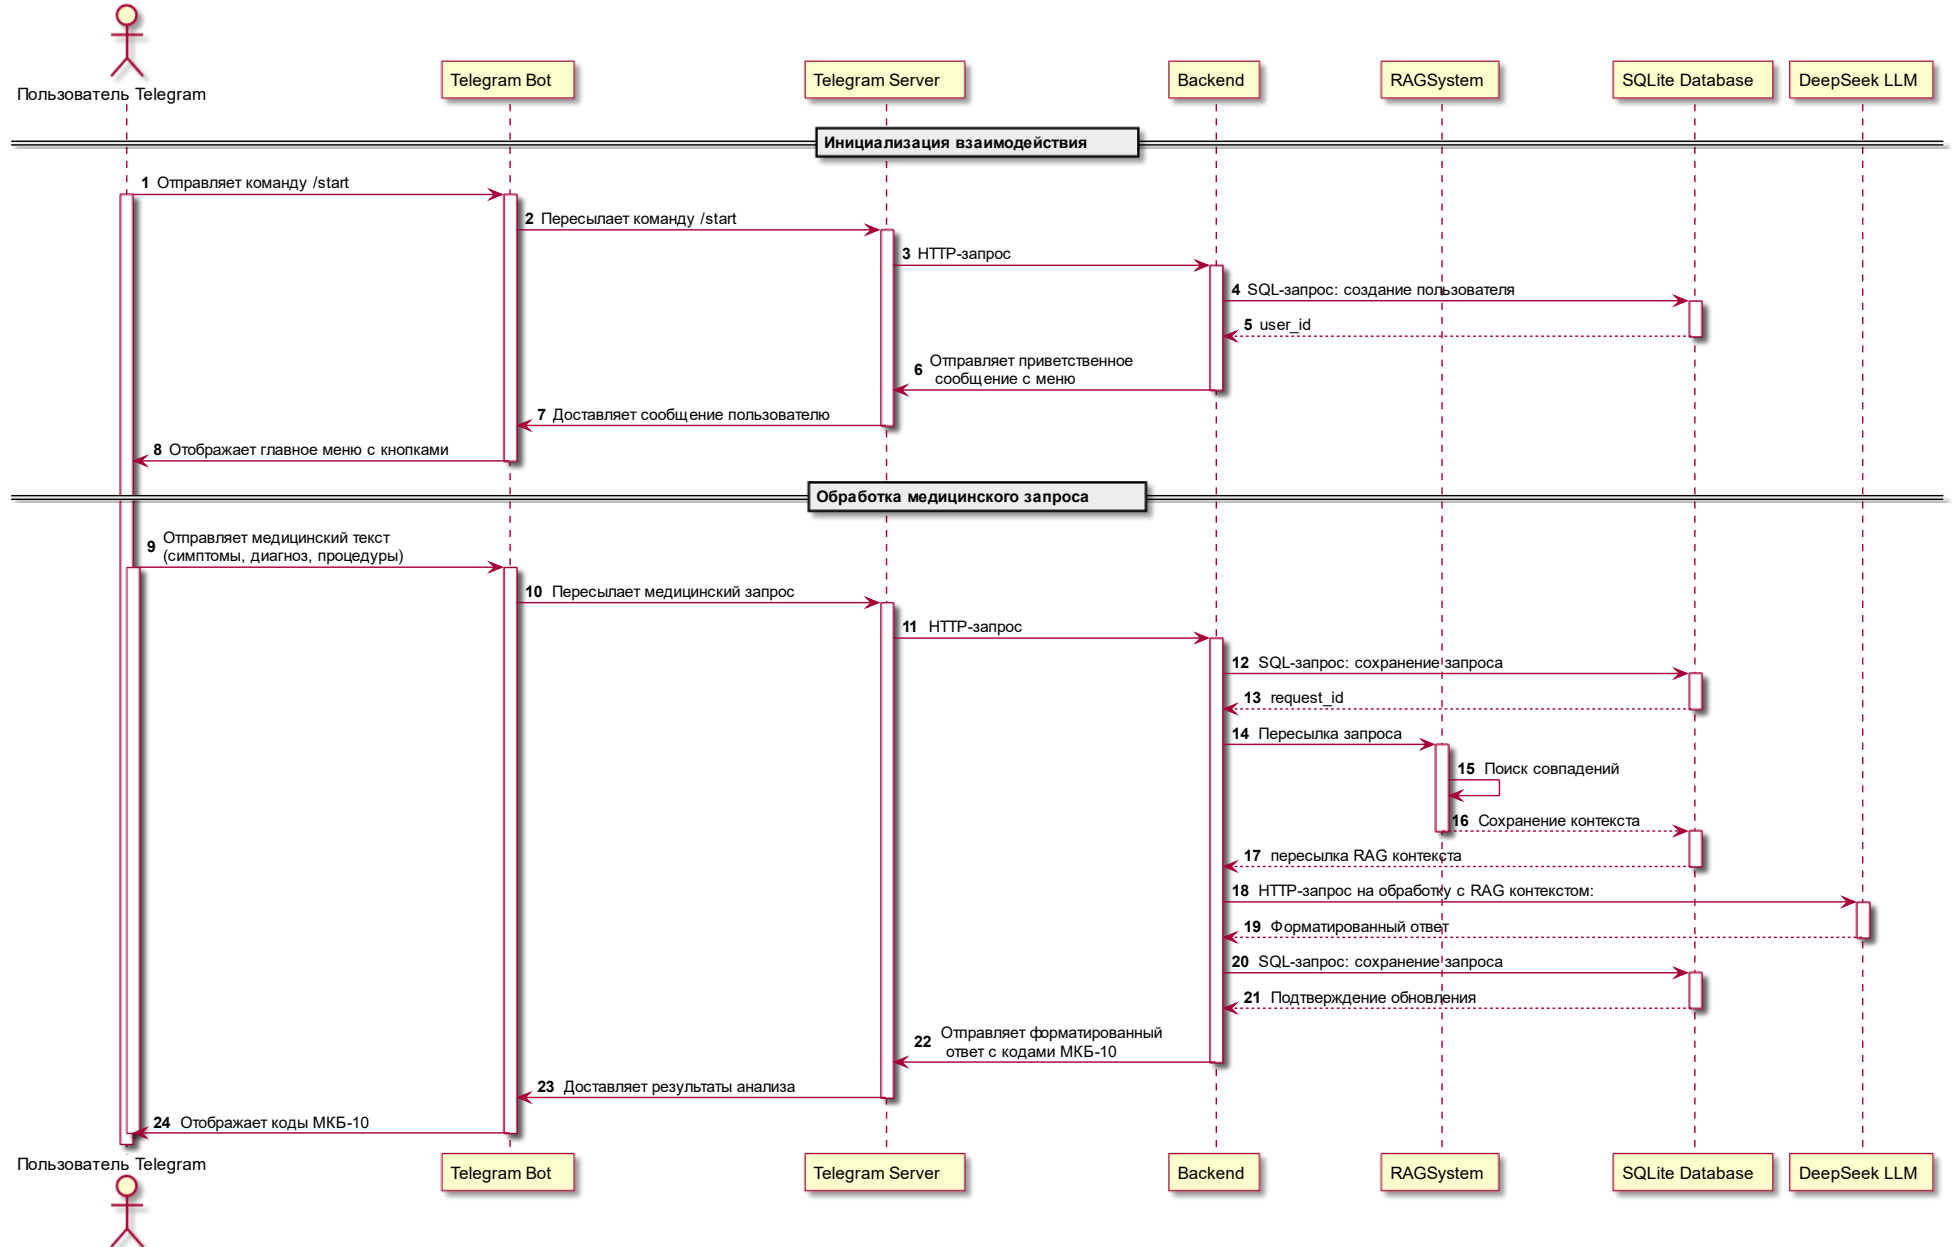 Пользователь Telegram
Telegram Bot
Telegram Server
Backend
RAGSystem
SQLite Database
DeepSeek LLM
Инициализация взаимодействия
1 Отправляет команду /start
2 Пересылает команду /start
3 HTTP-запрос
4 SQL-запрос: создание пользователя
5 user_id
6 Отправляет приветственное
сообщение с меню
7 Доставляет сообщение пользователю
8 Отображает главное меню с кнопками
Обработка медицинского запроса
9 Отправляет медицинский текст
(симптомы, диагноз, процедуры)
10 Пересылает медицинский запрос
11 HTTP-запрос
12 SQL-запрос: сохранение запроса
13 request_id
14 Пересылка запроса
15 Поиск совпадений
16 Сохранение контекста
17 пересылка RAG контекста
18 HTTP-запрос на обработку с RAG контекстом:
19 Форматированный ответ
20 SQL-запрос: сохранение запроса
21 Подтверждение обновления
22 Отправляет форматированный
ответ с кодами МКБ-10
23 Доставляет результаты анализа
24 Отображает коды МКБ-10
Пользователь Telegram
Telegram Bot
Telegram Server
Backend
RAGSystem
SQLite Database
DeepSeek LLM